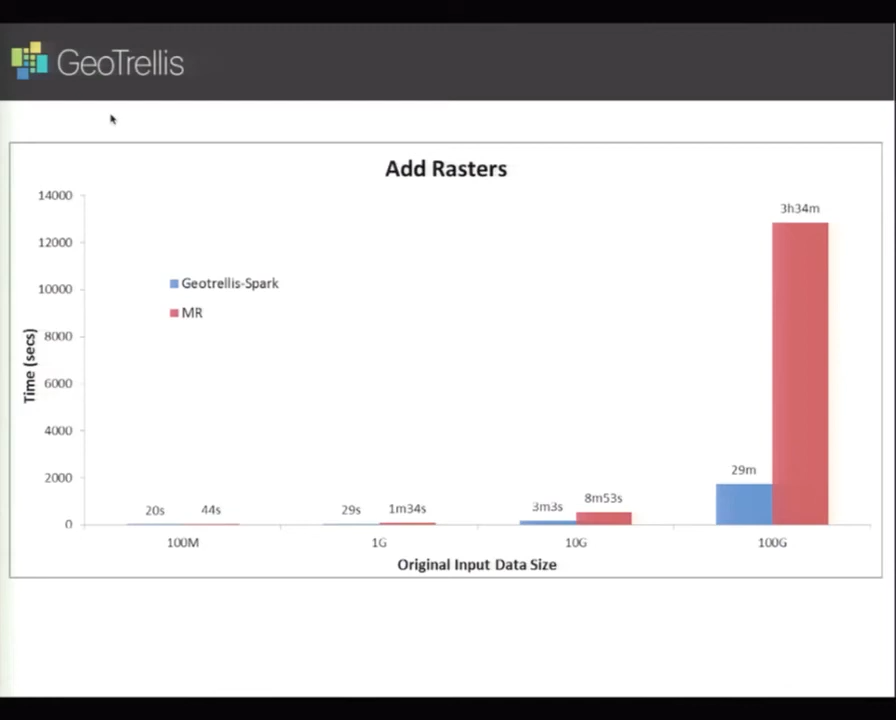 GeoTrellis
Add Rasters
14000
12000
10000
8000
6000
4000
2000
0
Time (secs)
Geotrellis-Spark
MR
20s
44s
29s
1m34s
3m3s
8m53s
29m
3h34m
100M
1G
10G
100G
Original Input Data Size